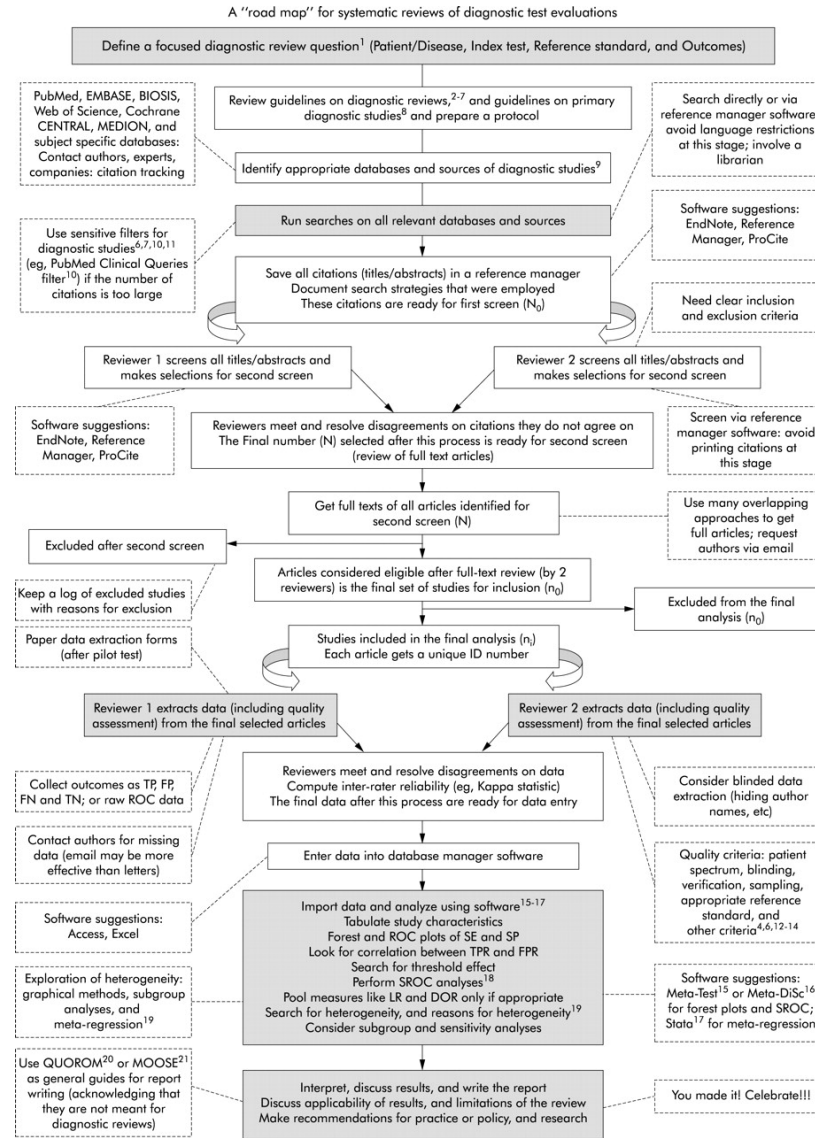 A “road map” for systematic reviews of diagnostic test evaluations
Define a focused diagnostic review question1 (Patient/Disease, Index test, Reference standard, and Outcomes)
PubMed, EMBASE, BIOSIS,
Web of Science, Cochrane
CENTRAL, MEDION, and
subject specific databases:
Contact authors, experts,
companies: citation tracking
Review guidelines on diagnostic reviews,2-7 and guidelines on primary
diagnostic studies8 and prepare a protocol
Search directly or via
reference manager software
avoid language restrictions
at this stage; involve a
librarian
Identify appropriate databases and sources of diagnostic studies9
Run searches on all relevant databases and sources
Use sensitive filters for
diagnostic studies6,7,10,11
(eg, PubMed Clinical Queries
filter10) if the number of
citations is too large
Software suggestions:
EndNote, Reference
Manager, ProCite
Save all citations (titles/abstracts) in a reference manager
Document search strategies that were employed
These citations are ready for first screen (N0)
Need clear inclusion
and exclusion criteria
Reviewer 1 screens all titles/abstracts and
makes selections for second screen
Reviewer 2 screens all titles/abstracts and
makes selections for second screen
Software suggestions:
EndNote, Reference
Manager, ProCite
Reviewers meet and resolve disagreements on citations they do not agree on
The Final number (N) selected after this process is ready for second screen
(review of full text articles)
Screen via reference
manager software: avoid
printing citations at
this stage
Get full texts of all articles identified for
second screen (N)
Use many overlapping
approaches to get
full articles; request
authors via email
Excluded after second screen
Articles considered eligible after full-text review (by 2
reviewers) is the final set of studies for inclusion (n0)
Keep a log of excluded studies
with reasons for exclusion
Excluded from the final
analysis (n0)
Paper data extraction forms
(after pilot test)
Studies included in the final analysis (ni)
Each article gets a unique ID number
Reviewer 1 extracts data (including quality
assessment) from the final selected articles
Reviewer 2 extracts data (including quality
assessment) from the final selected articles
Collect outcomes as TP, FP,
FN and TN; or raw ROC data
Reviewers meet and resolve disagreements on data
Compute inter-rater reliability (eg, Kappa statistic)
The final data after this process are ready for data entry
Consider blinded data
extraction (hiding author
names, etc)
Contact authors for missing
data (email may be more
effective than letters)
Enter data into database manager software
Quality criteria: patient
spectrum, blinding,
verification, sampling,
appropriate reference
standard, and
other criteria4,6,12-14
Software suggestions:
Access, Excel
Import data and analyze using software15-17
Tabulate study characteristics
Forest and ROC plots of SE and SP
Look for correlation between TPR and FPR
Search for threshold effect
Perform SROC analyses18
Pool measures like LR and DOR only if appropriate
Search for heterogeneity, and reasons for heterogeneity19
Consider subgroup and sensitivity analyses
Exploration of heterogeneity:
graphical methods, subgroup
analyses, and
meta-regression19
Software suggestions:
Meta-Test15 or Meta-DiSc16
for forest plots and SROC;
Stata17 for meta-regression
Use QUOROM20 or MOOSE21
as general guides for report
writing (acknowledging that
they are not meant for
diagnostic reviews)
Interpret, discuss results, and write the report
Discuss applicability of results, and limitations of the review
Make recommendations for practice or policy, and research
You made it! Celebrate!!!